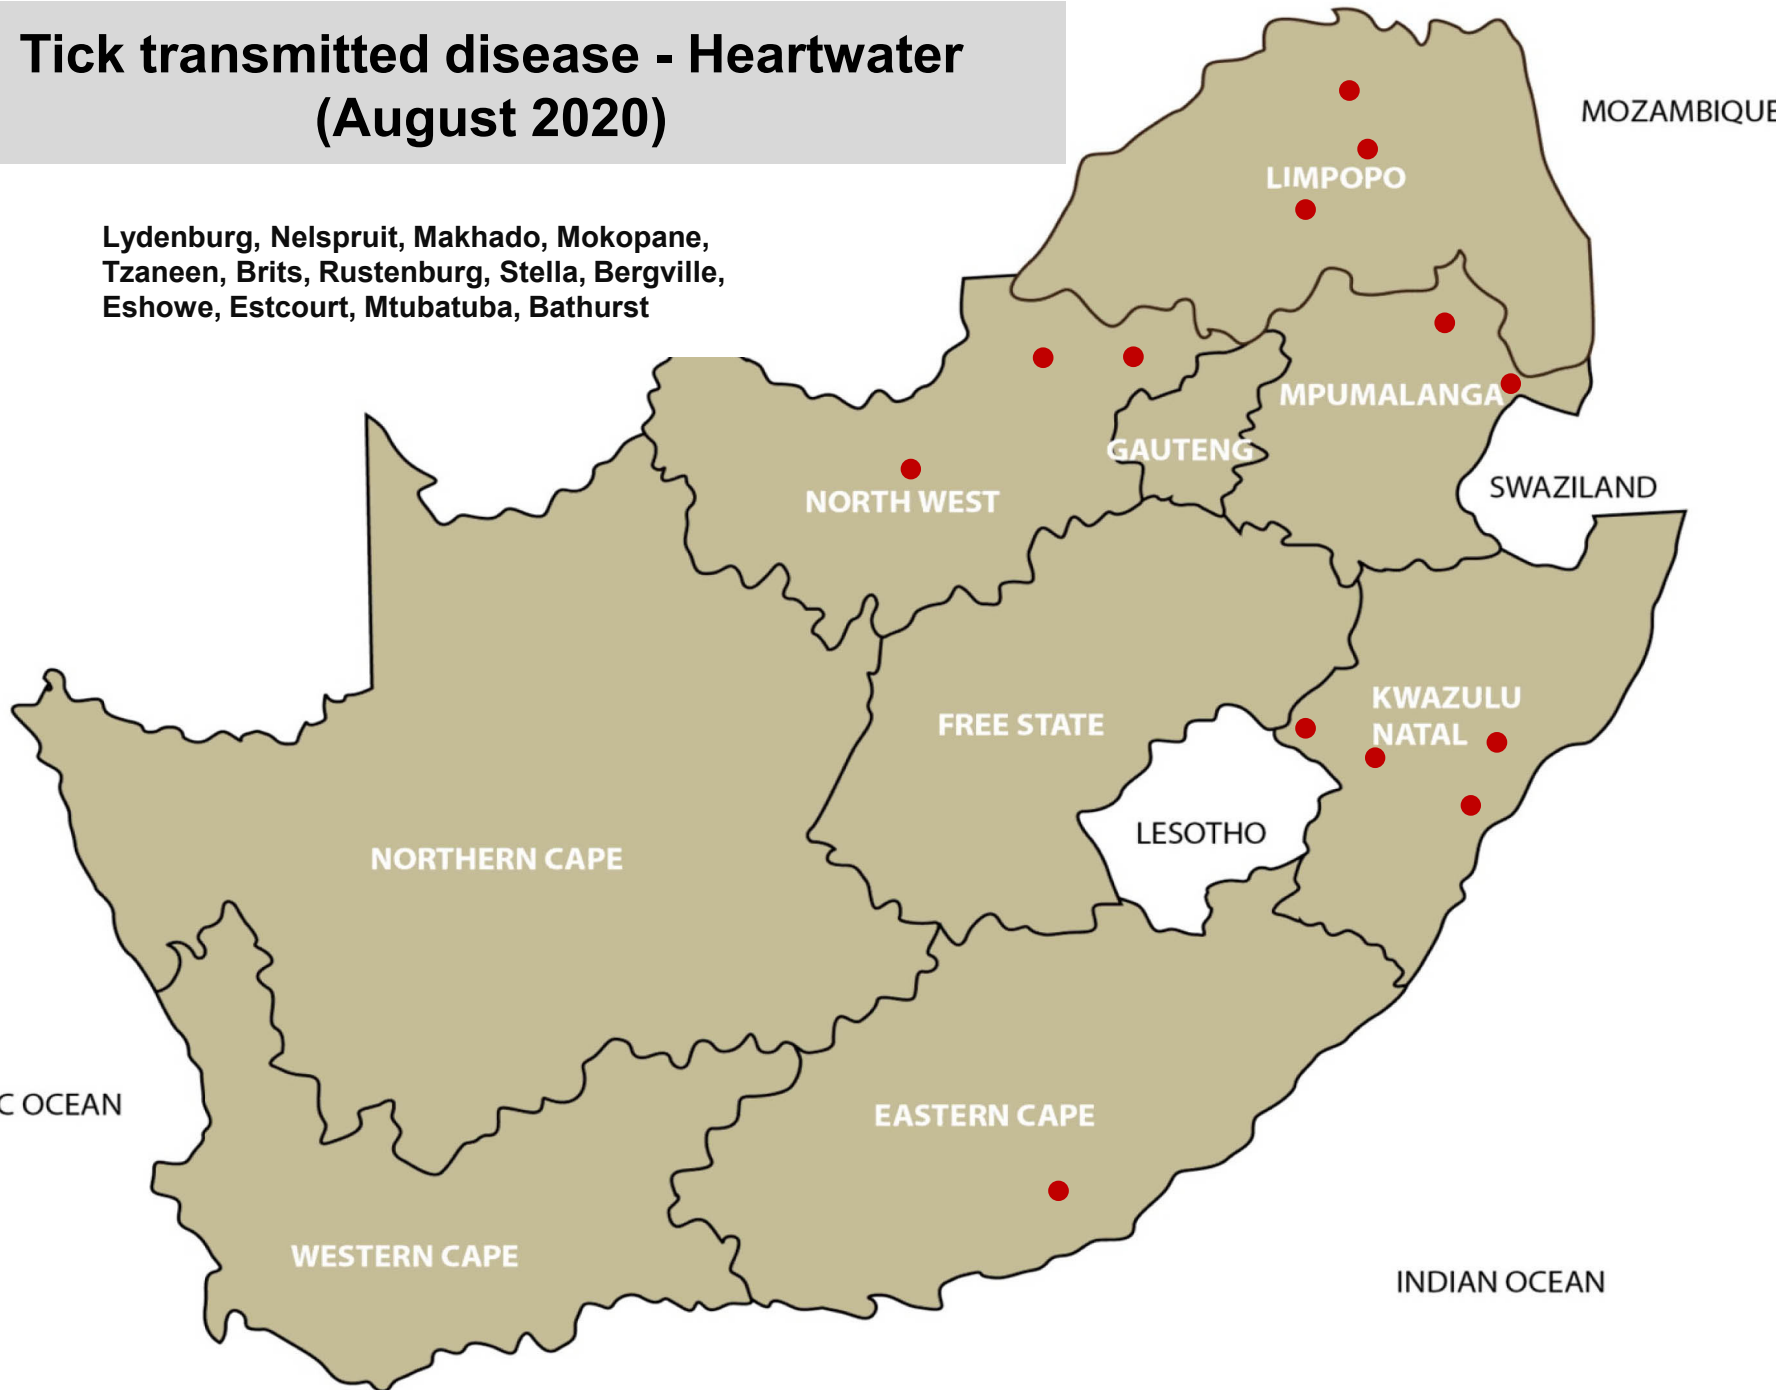 Tick transmitted disease - Heartwater
(August 2020)
MOZAMBIQUE
LIMPOPO
Lydenburg, Nelspruit, Makhado, Mokopane,
Tzaneen, Brits, Rustenburg, Stella, Bergville,
Eshowe, Estcourt, Mtubatuba, Bathurst
MPUMALANGA
GAUTENG
SWAZILAND
NORTH WEST
KWAZULU
NATAL
FREE STATE
LESOTHO
NORTHERN CAPE
C OCEAN
EASTERN CAPE
WESTERN CAPE
INDIAN OCEAN